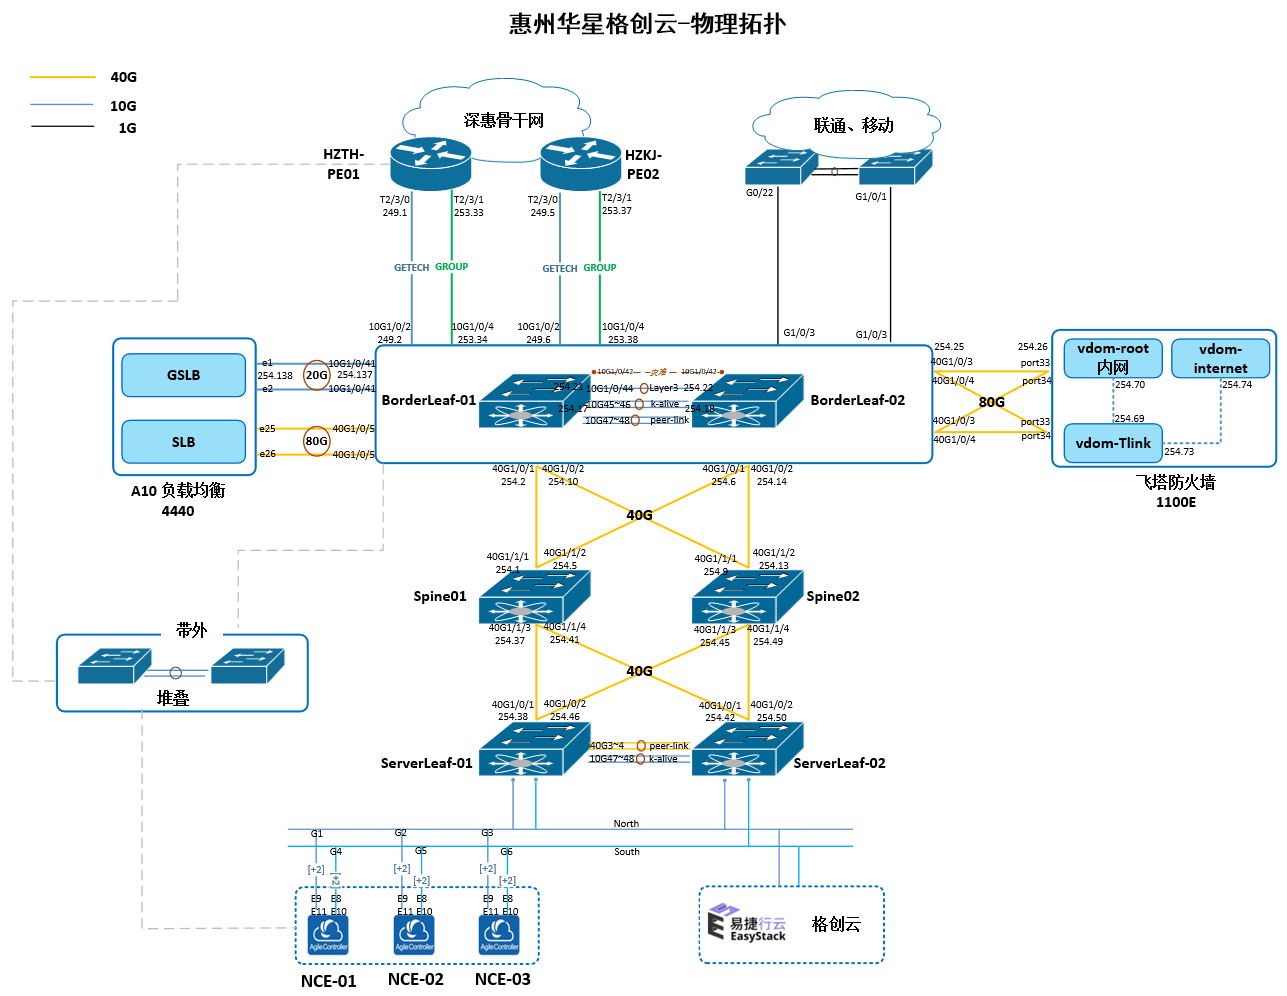 惠州华星格创云-物理拓扑
40G
10G
1G
深惠骨干网
联通、移动
HZTH-
PE01
HZKJ-
PE02
T2/3/0
249.1
T2/3/1
253.33
T2/3/0
249.5
T2/3/1
253.37
G0/22
G1/0/1
GETECH
GROUP
GETECH
GROUP
10G1/0/2
249.2
10G1/0/4
253.34
10G1/0/2
249.6
10G1/0/4
253.38
G1/0/3
G1/0/3
GSLB
SLB
e1
254.138
e2
20G
10G1/0/41
254.137
10G1/0/41
e25
e26
80G
40G1/0/5
40G1/0/5
A10 负载均衡
4440
BorderLeaf-01
BorderLeaf-02
10G1/0/42
灾难
10G1/0/42
254.21
10G1/0/44
Layer3
254.22
254.17
10G45~46
k-alive
254.18
10G47~48
peer-link
254.25
40G1/0/3
40G1/0/4
254.26
port33
port34
80G
40G1/0/3
40G1/0/4
port33
port34
vdom-root
内网
vdom-
internet
254.70
254.74
254.69
vdom-Tlink
254.73
飞塔防火墙
1100E
40G1/0/1
254.2
40G1/0/2
254.10
40G1/0/1
254.6
40G1/0/2
254.14
40G
40G1/1/1
254.1
40G1/1/2
254.5
40G1/1/1
254.9
40G1/1/2
254.13
Spine01
Spine02
40G1/1/3
254.37
40G1/1/4
254.41
40G1/1/3
254.45
40G1/1/4
254.49
40G
带外
堆叠
40G1/0/1
254.38
40G1/0/2
254.46
40G1/0/1
254.42
40G1/0/2
254.50
ServerLeaf-01
ServerLeaf-02
40G3~4
peer-link
10G47~48
k-alive
North
South
G1
G4
G2
G5
G3
G6
[+2]
[+2]
[+2]
[+2]
[+2]
[+2]
E9
E8
E11
E10
E9
E8
E11
E10
E9
E8
E11
E10
Agile Controller
Agile Controller
Agile Controller
NCE-01
NCE-02
NCE-03
易捷行云
EasyStack
格创云